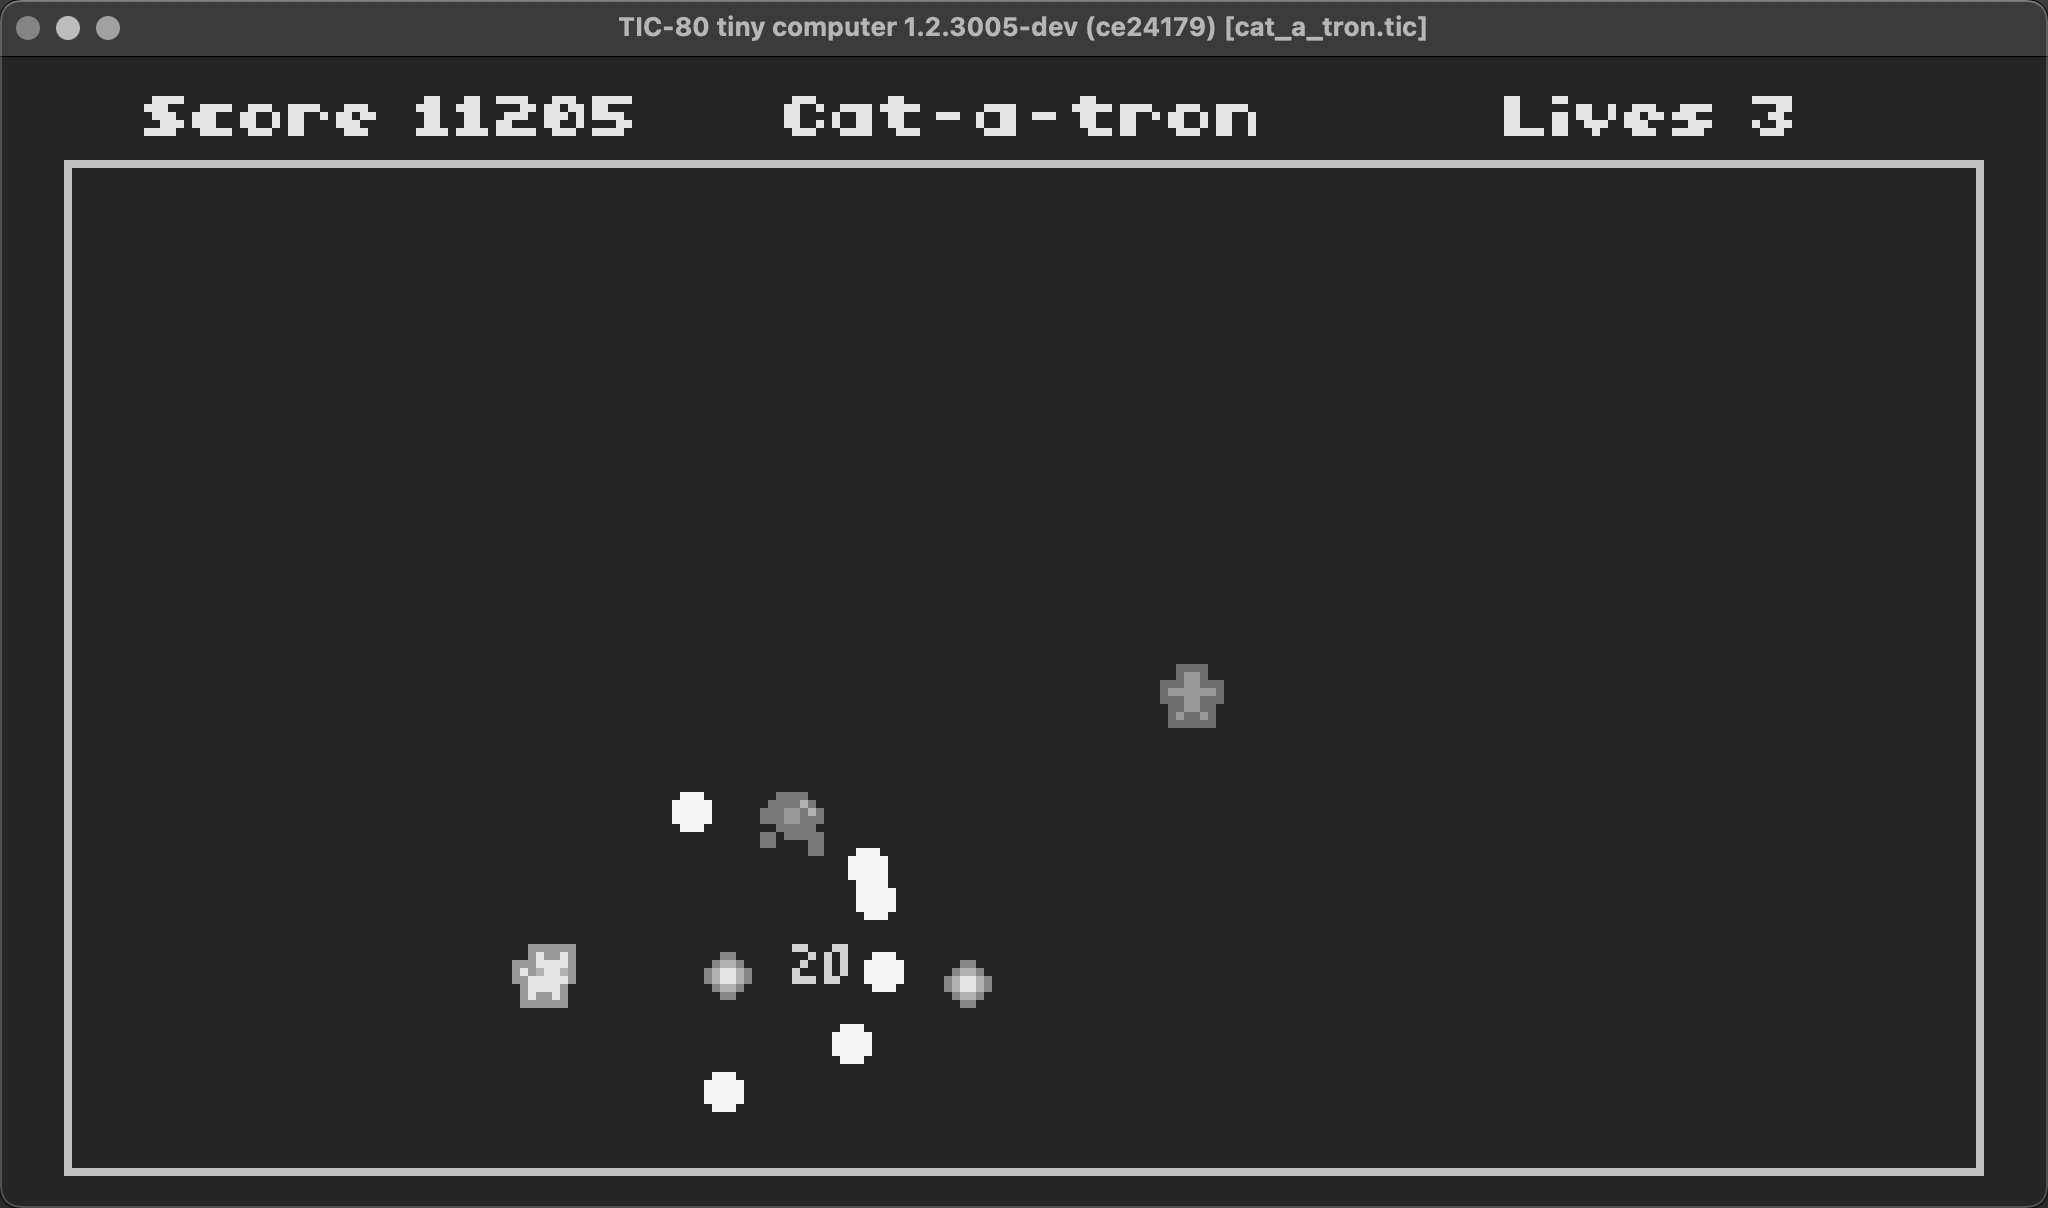 TIC-80 tiny computer 1.2.3005-dev (ce24179) [cat_a_tron.tic]
Score 11205 Cat-a-tron Lives 3
20